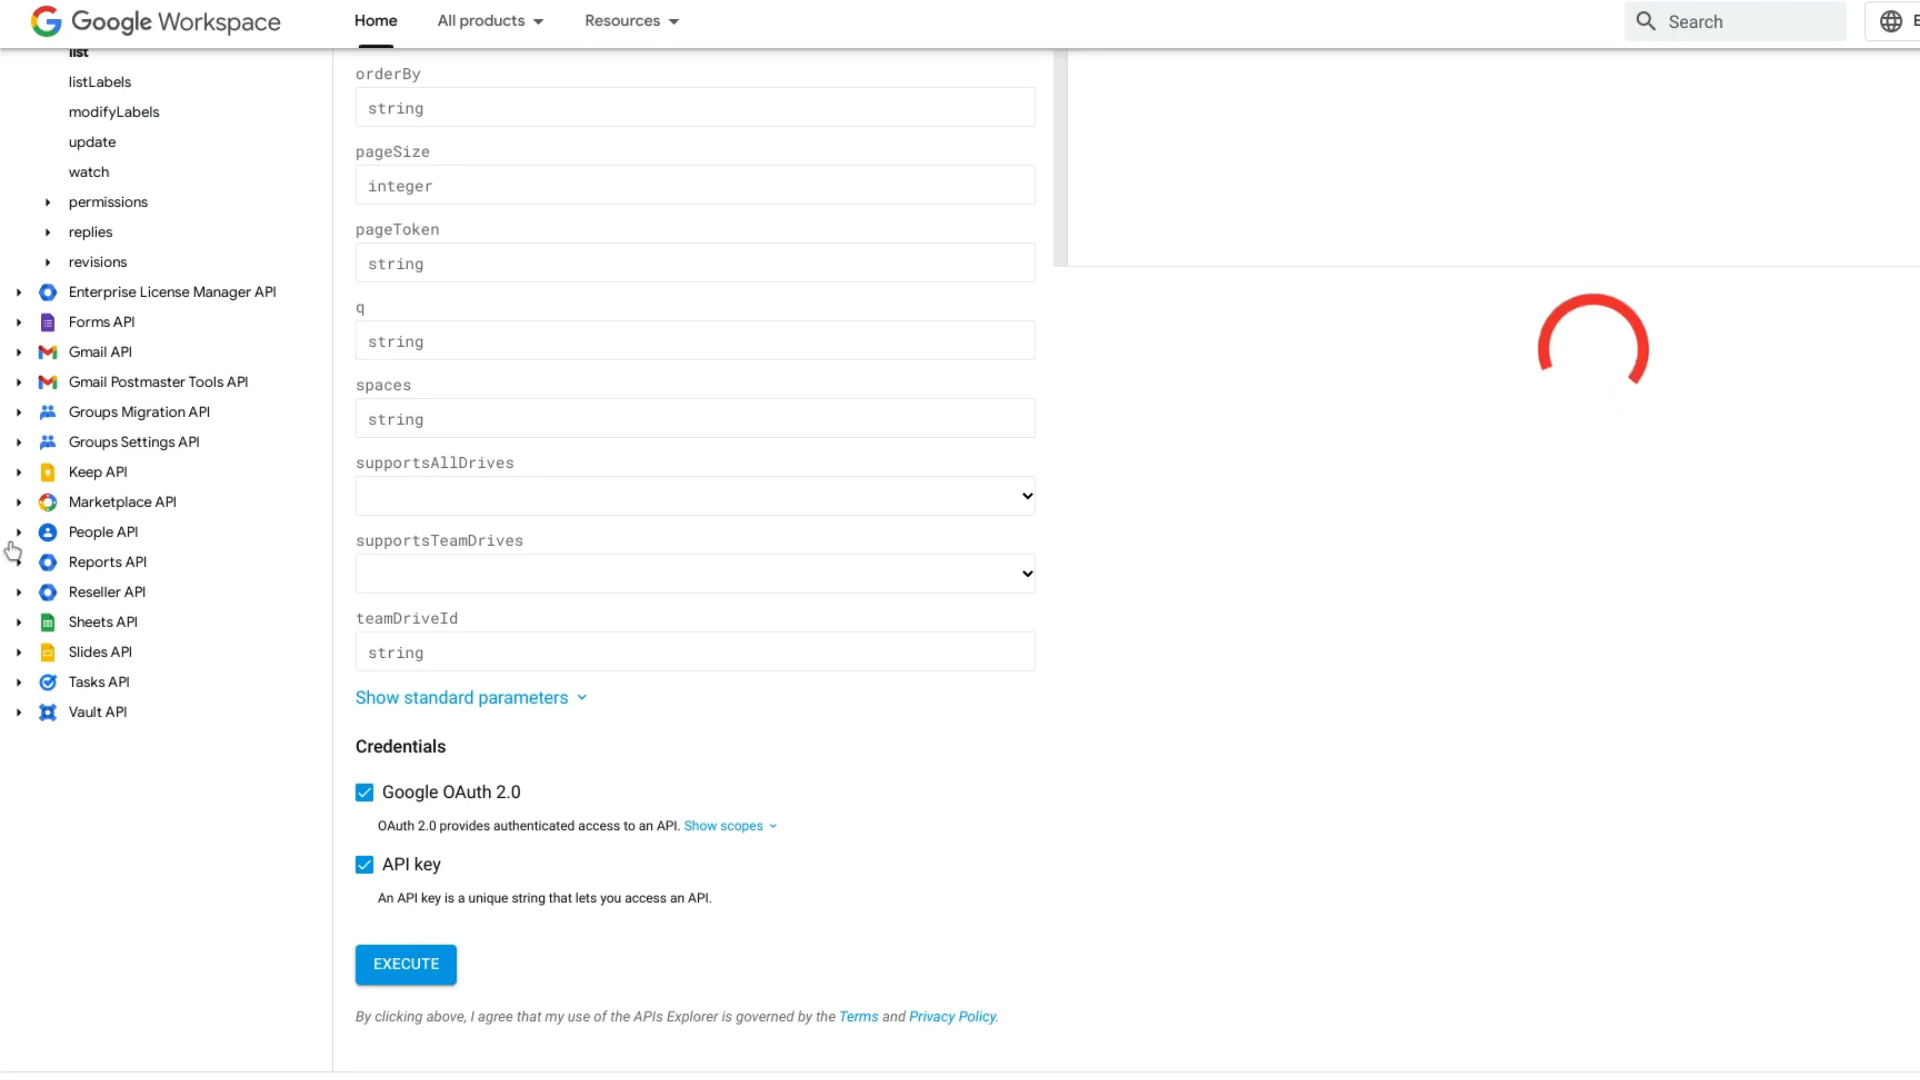 Google Workspace
Home
All products
Resources
Search
list
listLabels
modifyLabels
update
watch
permissions
replies
revisions
Enterprise License Manager API
Forms API
Gmail API
Gmail Postmaster Tools API
Groups Migration API
Groups Settings API
Keep API
Marketplace API
People API
Reports API
Reseller API
Sheets API
Slides API
Tasks API
Vault API
orderBy
string
pageSize
integer
pageToken
string
q
string
spaces
string
supportsAllDrives
supportsTeamDrives
teamDriveId
string
Show standard parameters
Credentials
Google OAuth 2.0
OAuth 2.0 provides authenticated access to an API. Show scopes
API key
An API key is a unique string that lets you access an API.
EXECUTE
By clicking above, I agree that my use of the APIs Explorer is governed by the Terms and Privacy Policy.